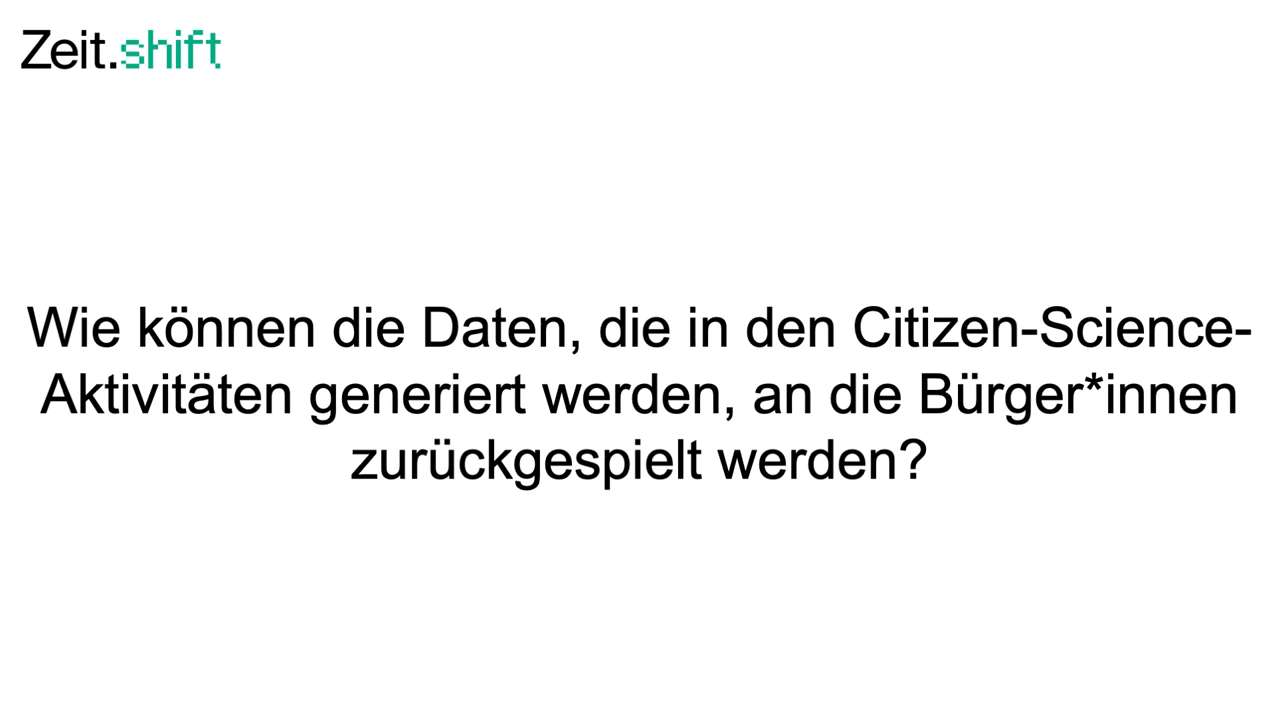 Zeit.shift
Wie können die Daten, die in den Citizen-Science-
Aktivitäten generiert werden, an die Bürger*innen
zurückgespielt werden?